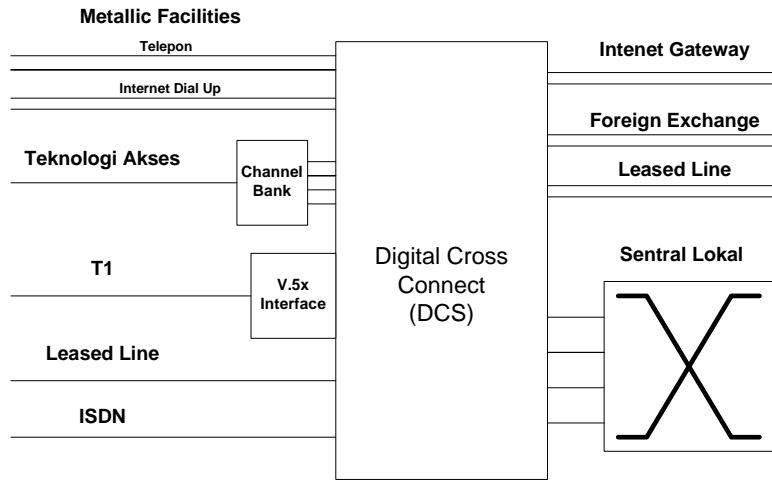 Metallic Facilities
Telepon
Internet Dial Up
Teknologi Akses
Channel
Bank
T1
V.5x
Interface
Leased Line
ISDN
Digital Cross
Connect
(DCS)
Intenet Gateway
Foreign Exchange
Leased Line
Sentral Lokal